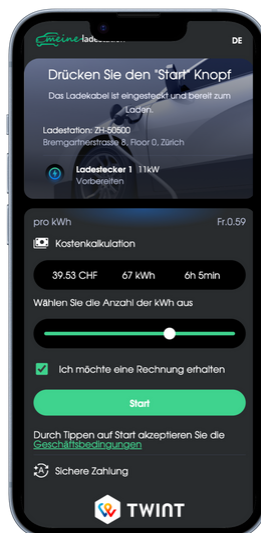 meine ladestation
DE
Drücken Sie den "Start" Knopf
Das Ladekabel ist eingesteckt und bereit zum
Laden.
Ladestation: ZH-50500
Bremgartnerstrasse 8, Floor 0, Zürich
Ladestecker 1 11kW
Vorbereiten
pro kWh Fr.0.59
Kostenkalkulation
39.53 CHF 67 kWh 6h 5min
Wählen Sie die Anzahl der kWh aus
Ich möchte eine Rechnung erhalten
Start
Durch Tippen auf Start akzeptieren Sie die
Geschäftsbedingungen
Sichere Zahlung
TWINT